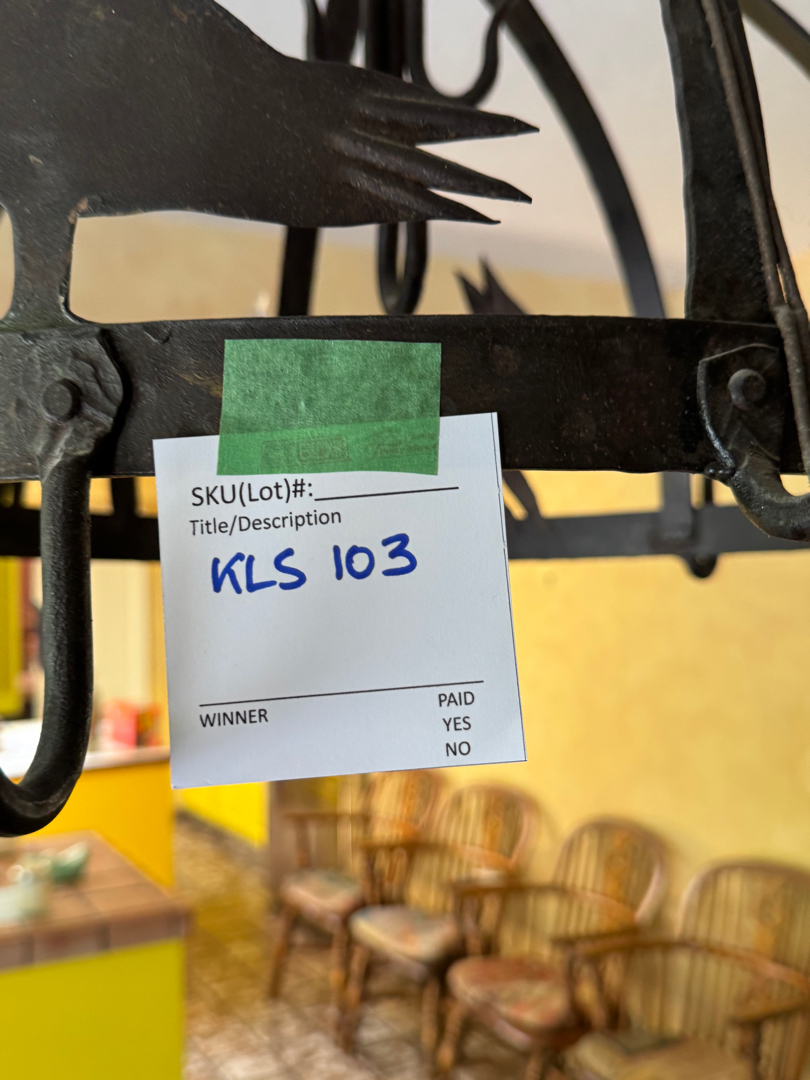 SKU(Lot)#:
Title/Description
KLS 103
WINNER PAID
YES
NO